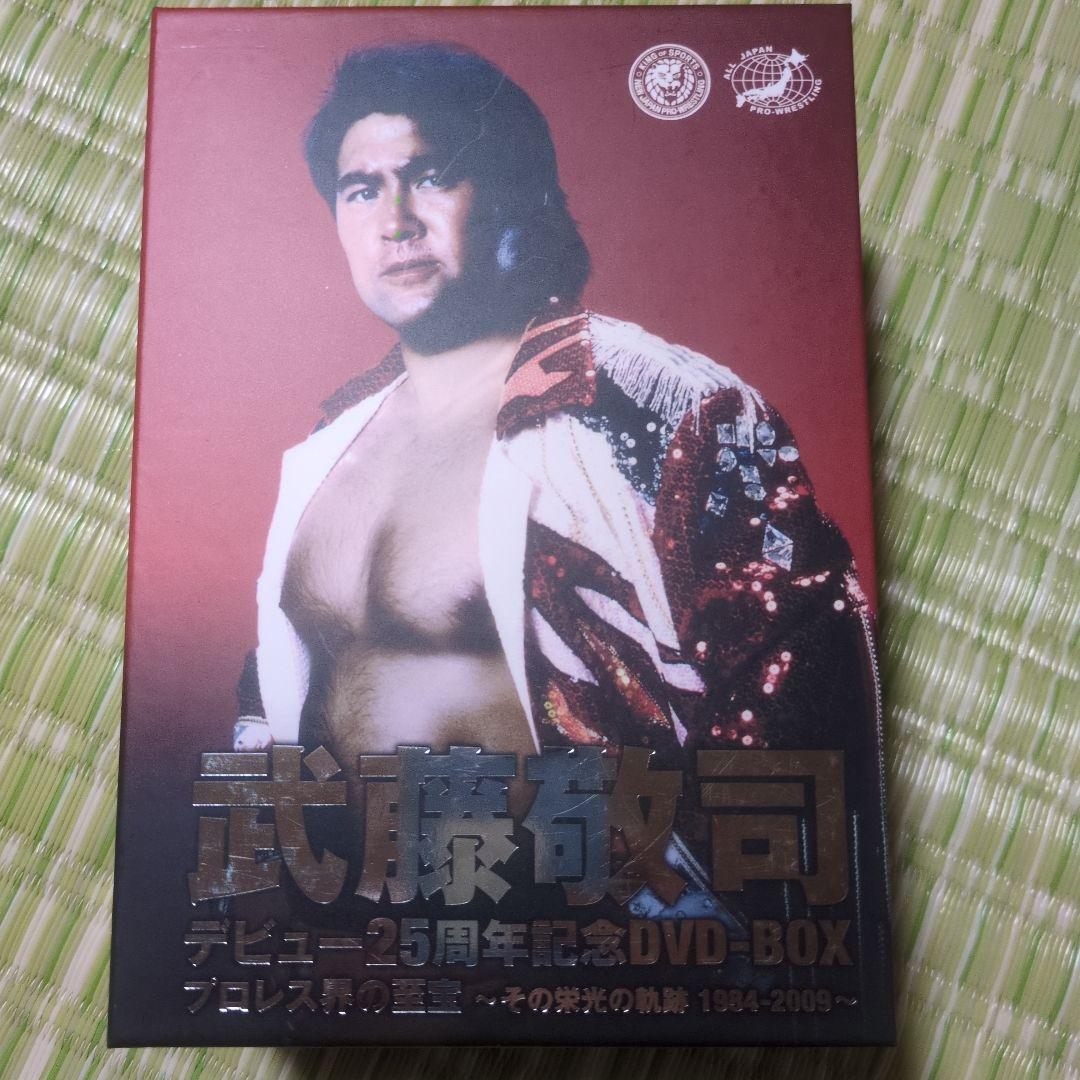 KING OF SPORTS
NEW JAPAN PRO-WRESTLING
ALL JAPAN
PRO-WRESTLING
武藤敬司
デビュー25周年記念DVD-BOX
プロレス界の至宝 ～その栄光の軌跡 1984-2009～